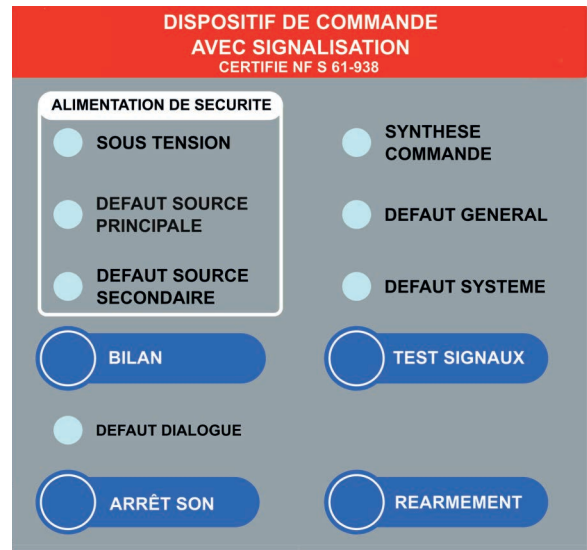 DISPOSITIF DE COMMANDE
AVEC SIGNALISATION
CERTIFIE NF S 61-938
ALIMENTATION DE SECURITE
SOUS TENSION
DEFAUT SOURCE
PRINCIPALE
DEFAUT SOURCE
SECONDAIRE
SYNTHESE
COMMANDE
DEFAUT GENERAL
DEFAUT SYSTEME
BILAN
TEST SIGNAUX
DEFAUT DIALOGUE
ARRÊT SON
REARMEMENT